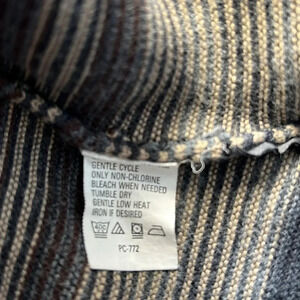 GENTLE CYCLE
ONLY NON-CHLORINE
BLEACH WHEN NEEDED
TUMBLE DRY
GENTLE LOW HEAT
IRON IF DESIRED
PC-772